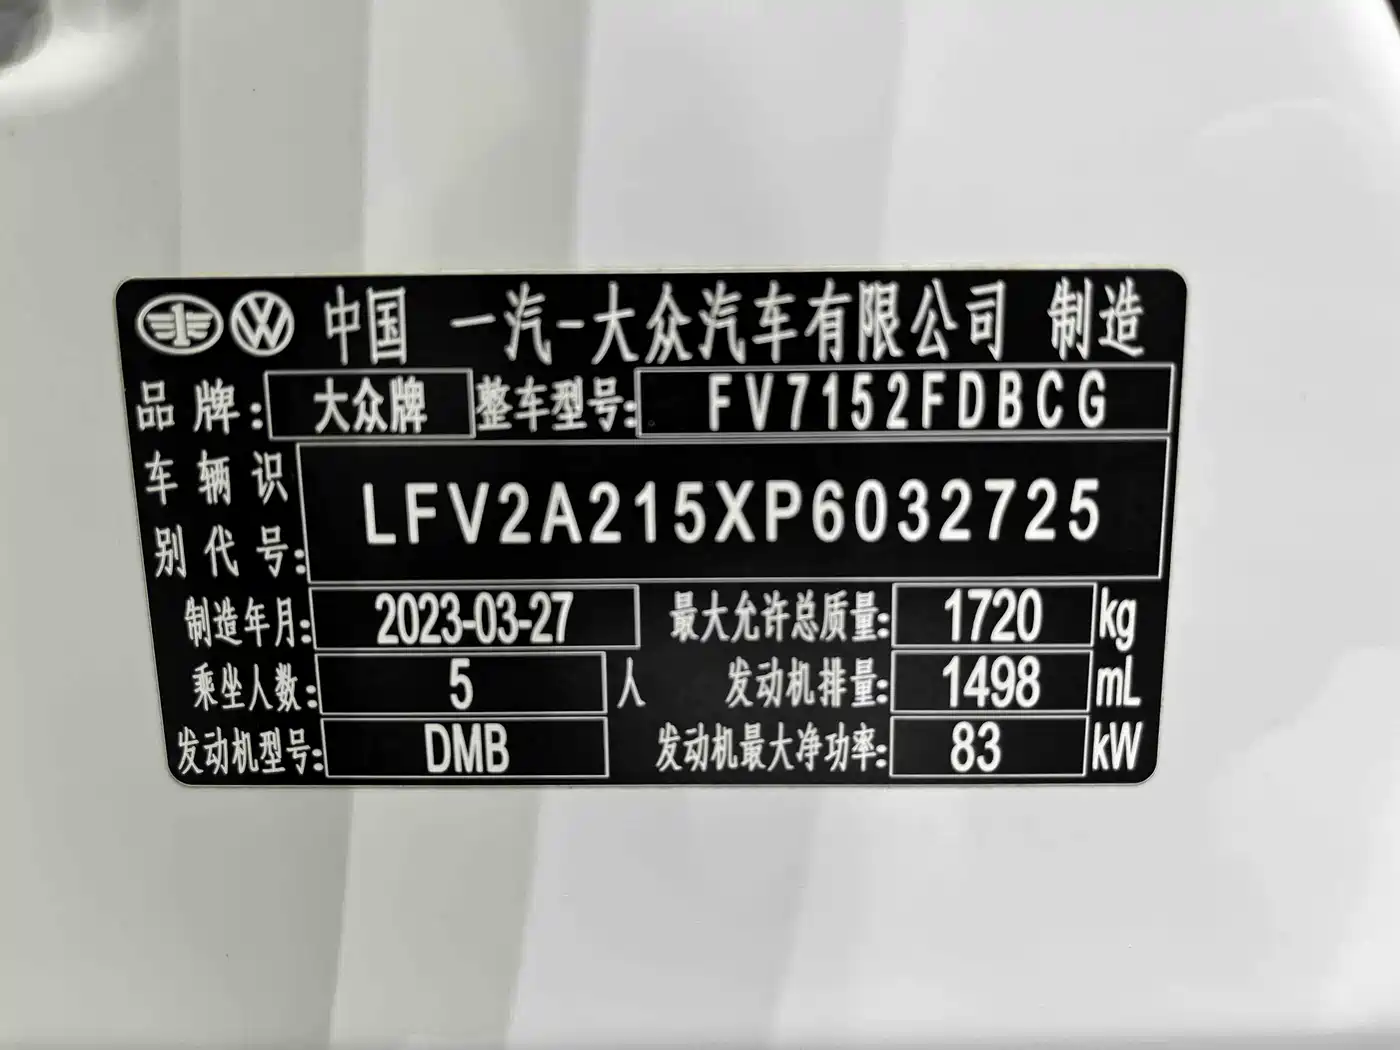 中国 一汽-大众汽车有限公司 制造
品牌: 大众牌 整车型号: FV7152FDBCG
车辆识别代号: LFV2A215XP6032725
制造年月: 2023-03-27 最大允许总质量: 1720 kg
乘坐人数: 5 人 发动机排量: 1498 mL
发动机型号: DMB 发动机最大净功率: 83 kW